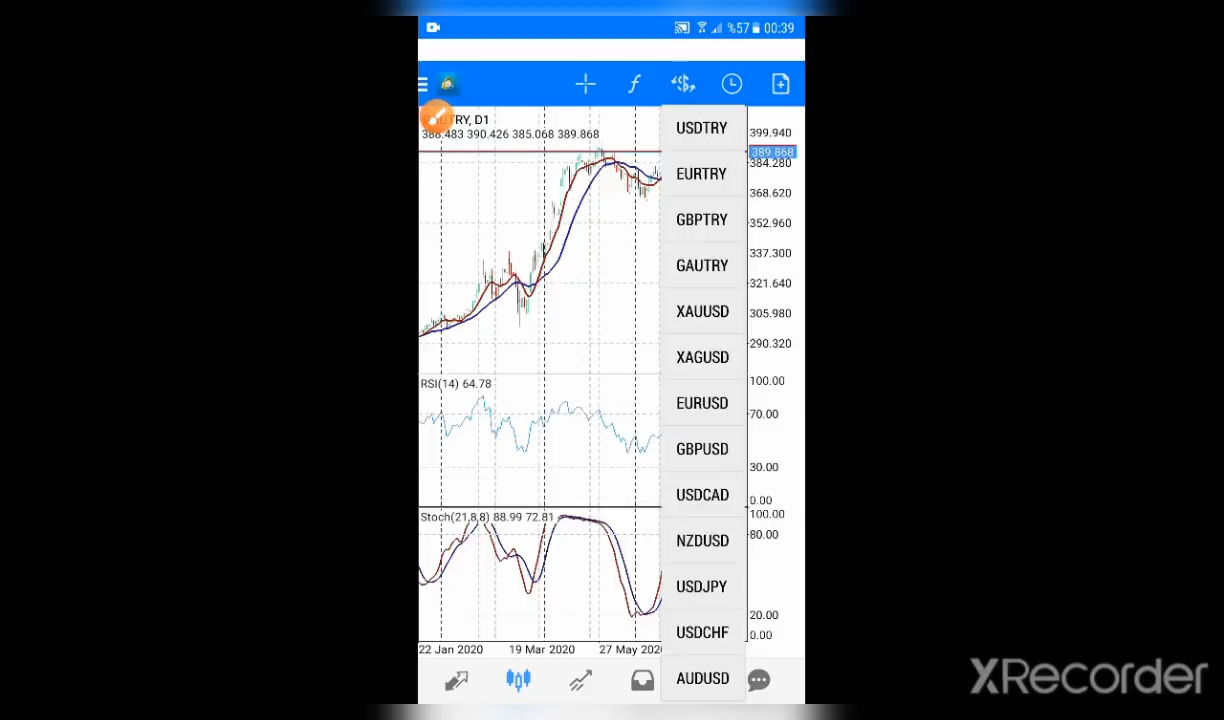 %57 00:39
TRY, D1
388.483 390.426 385.068 389.868
USDTRY
EURTRY
GBPTRY
GAUTRY
XAUUSD
XAGUSD
EURUSD
GBPUSD
USDCAD
NZDUSD
USDJPY
USDCHF
AUDUSD
399.940
389.868
384.280
368.620
352.960
337.300
321.640
305.980
290.320
RSI(14) 64.78
100.00
70.00
30.00
0.00
Stoch(21,8,8) 88.99 72.81
100.00
80.00
20.00
0.00
22 Jan 2020 19 Mar 2020 27 May 202
XRecorder